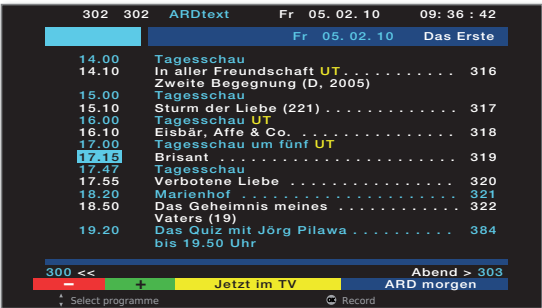 302 302 ARDtext Fr 05. 02. 10 09: 36 : 42
Fr 05. 02. 10 Das Erste
14.00 Tagesschau
14.10 In aller Freundschaft UT . . . . . . . . . . . 316
Zweite Begegnung (D, 2005)
15.00 Tagesschau
15.10 Sturm der Liebe (221) . . . . . . . . . . . . . 317
16.00 Tagesschau UT
16.10 Eisbär, Affe & Co. . . . . . . . . . . . . . . . . 318
17.00 Tagesschau um fünf UT
17.15 Brisant . . . . . . . . . . . . . . . . . . . . . . 319
17.47 Tagesschau
17.55 Verbotene Liebe . . . . . . . . . . . . . . . 320
18.20 Marienhof . . . . . . . . . . . . . . . . . . . 321
18.50 Das Geheimnis meines . . . . . . . . . . . 322
Vaters (19)
19.20 Das Quiz mit Jörg Pilawa . . . . . . . . . . 384
bis 19.50 Uhr
300 << Abend > 303
− + Jetzt im TV ARD morgen
Select programme OK Record